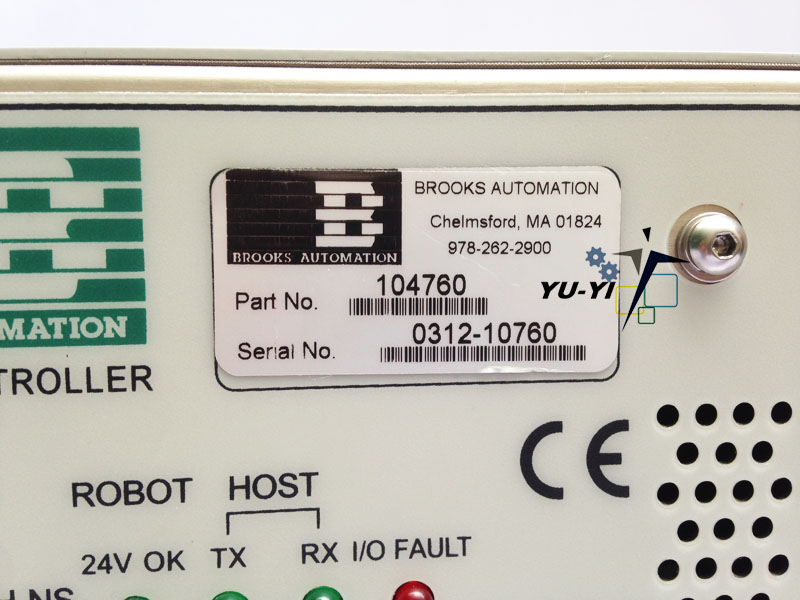 BROOKS AUTOMATION
Chelmsford, MA 01824
978-262-2900
BROOKS AUTOMATION
Part No. 104760
Serial No. 0312-10760
YU-YI
MATION
TROLLER
CE
ROBOT HOST
24V OK TX RX I/O FAULT